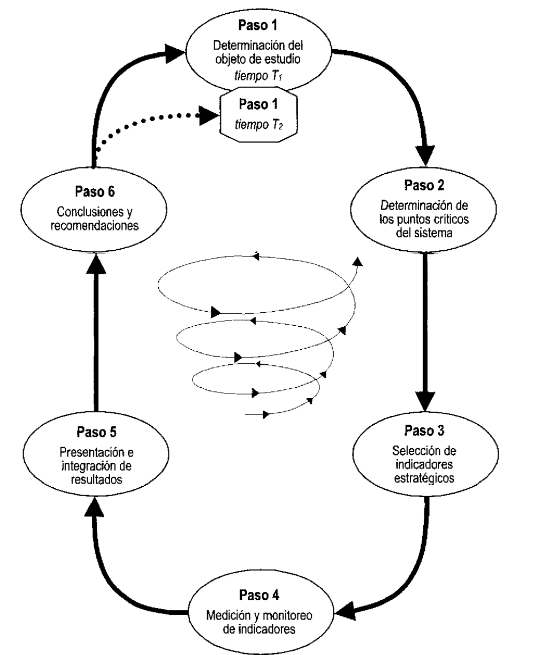 Paso 1
Determinación del
objeto de estudio
tiempo T₁
Paso 1
tiempo T₂
Paso 2
Determinación de
los puntos criticos
del sistema
Paso 3
Selección de
indicadores
estratégicos
Paso 4
Medición y monitoreo
de indicadores
Paso 5
Presentación e
integración de
resultados
Paso 6
Conclusiones y
recomendaciones